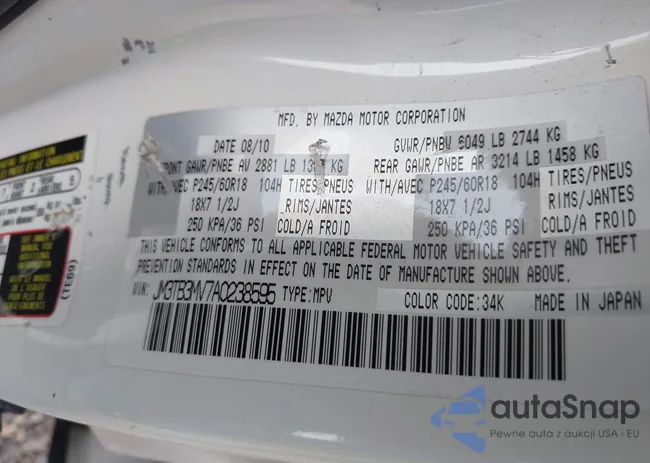 MFD. BY MAZDA MOTOR CORPORATION
DATE 08/10 GVWR/PNBV 6049 LB 2744 KG
FRONT GAWR/PNBE AV 2881 LB KG REAR GAWR/PNBE AR 3214 LB 1458 KG
WITH/AVEC P245/60R18 104H TIRES/PNEUS WITH/AVEC P245/60R18 104H TIRES/PNEUS
18X7 1/2J RIMS/JANTES 18X7 1/2J RIMS/JANTES
250 KPA/36 PSI COLD/A FROID 250 KPA/36 PSI COLD/A FROID
THIS VEHICLE CONFORMS TO ALL APPLICABLE FEDERAL MOTOR VEHICLE SAFETY AND THEFT
PREVENTION STANDARDS IN EFFECT ON THE DATE OF MANUFACTURE SHOWN ABOVE.
VIN: JM3TB3MV7A0238595 TYPE:MPV COLOR CODE:34K MADE IN JAPAN
(TE69)
autaSnap
Pewne auta z aukcji USA i EU